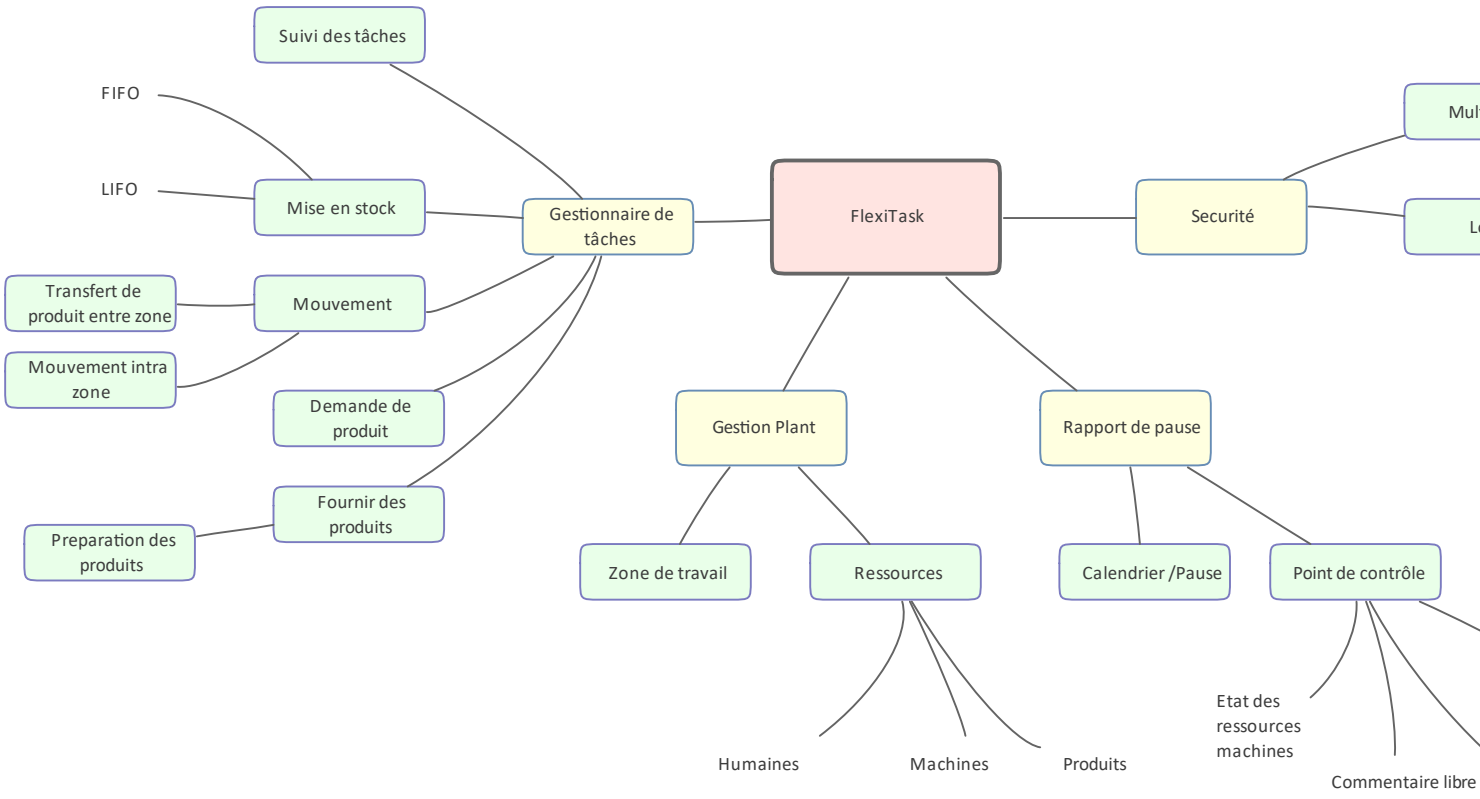 Suivi des tâches
FIFO
LIFO
Mise en stock
Gestionnaire de
tâches
FlexiTask
Securité
Transfert de
produit entre zone
Mouvement
Mouvement intra
zone
Demande de
produit
Gestion Plant
Rapport de pause
Fournir des
produits
Preparation des
produits
Zone de travail
Ressources
Calendrier /Pause
Point de contrôle
Etat des
ressources
machines
Humaines
Machines
Produits
Commentaire libre